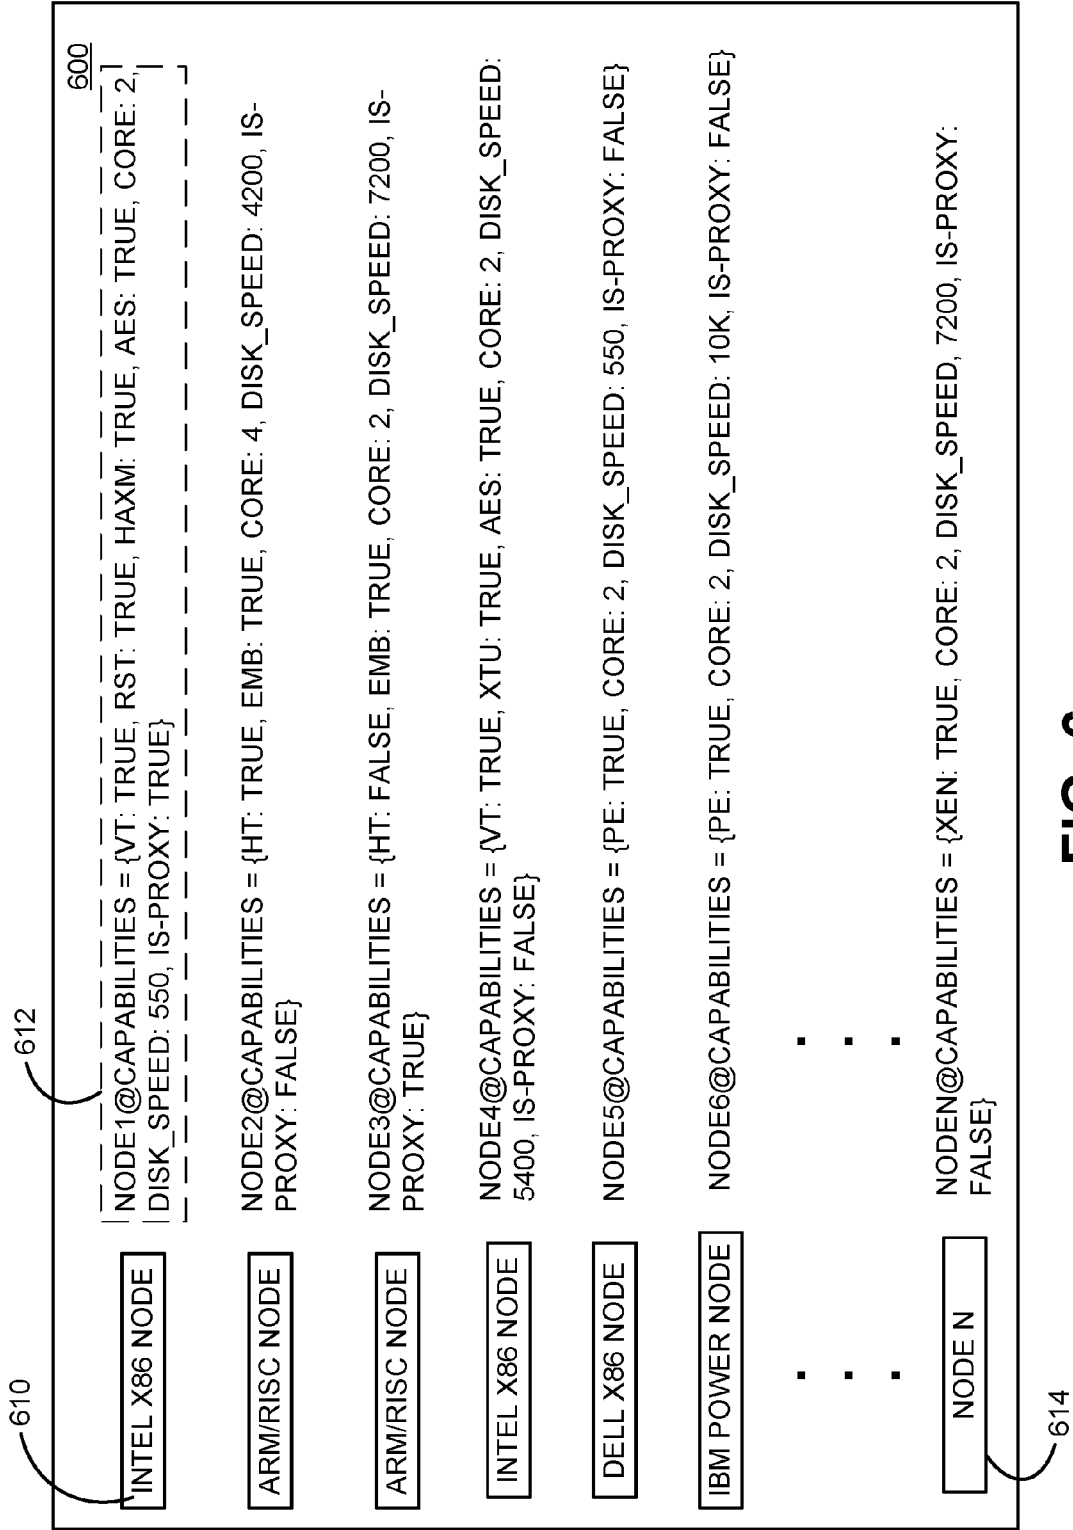 600
610
612
INTEL X86 NODE
NODE1@CAPABILITIES = {VT: TRUE, RST: TRUE, HAXM: TRUE, AES: TRUE, CORE: 2,
DISK_SPEED: 550, IS-PROXY: TRUE}
ARM/RISC NODE
NODE2@CAPABILITIES = {HT: TRUE, EMB: TRUE, CORE: 4, DISK_SPEED: 4200, IS-
PROXY: FALSE}
ARM/RISC NODE
NODE3@CAPABILITIES = {HT: FALSE, EMB: TRUE, CORE: 2, DISK_SPEED: 7200, IS-
PROXY: TRUE}
INTEL X86 NODE
NODE4@CAPABILITIES = {VT: TRUE, XTU: TRUE, AES: TRUE, CORE: 2, DISK_SPEED:
5400, IS-PROXY: FALSE}
DELL X86 NODE
NODE5@CAPABILITIES = {PE: TRUE, CORE: 2, DISK_SPEED: 550, IS-PROXY: FALSE}
IBM POWER NODE
NODE6@CAPABILITIES = {PE: TRUE, CORE: 2, DISK_SPEED: 10K, IS-PROXY: FALSE}
NODE N
NODEN@CAPABILITIES = {XEN: TRUE, CORE: 2, DISK_SPEED, 7200, IS-PROXY:
FALSE}
614